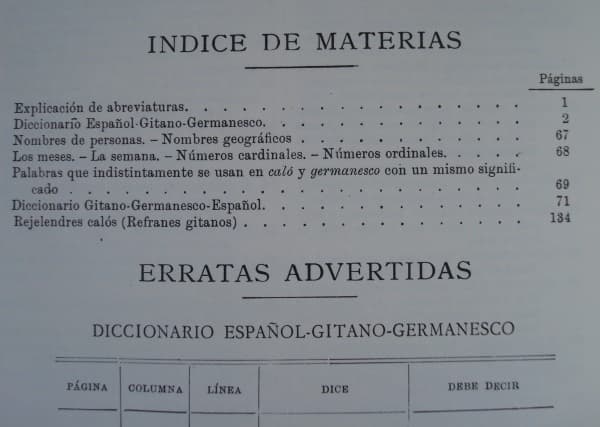 INDICE DE MATERIAS
Páginas
Explicación de abreviaturas. . . . . . . . . . . . . . . . . . 1
Diccionario Español-Gitano-Germanesco. . . . . . . . . . . . . 2
Nombres de personas. – Nombres geográficos . . . . . . . . . . . 67
Los meses. – La semana. – Números cardinales. – Números ordinales. . . . . 68
Palabras que indistintamente se usan en caló y germanesco con un mismo signifi-
cado . . . . . . . . . . . . . . . . . . . . . . 69
Diccionario Gitano-Germanesco-Español. . . . . . . . . . . . . 71
Rejelendres calós (Refranes gitanos) . . . . . . . . . . . . . . 134
ERRATAS ADVERTIDAS
DICCIONARIO ESPAÑOL-GITANO-GERMANESCO
PÁGINA COLUMNA LÍNEA DICE DEBE DECIR